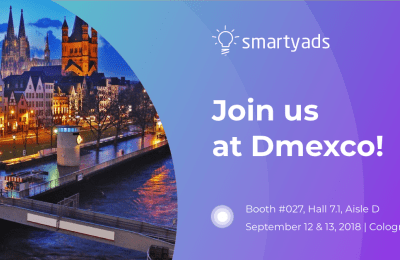 smartyads
Join us
at Dmexco!
Booth #027, Hall 7.1, Aisle D
September 12 & 13, 2018 | Cologn